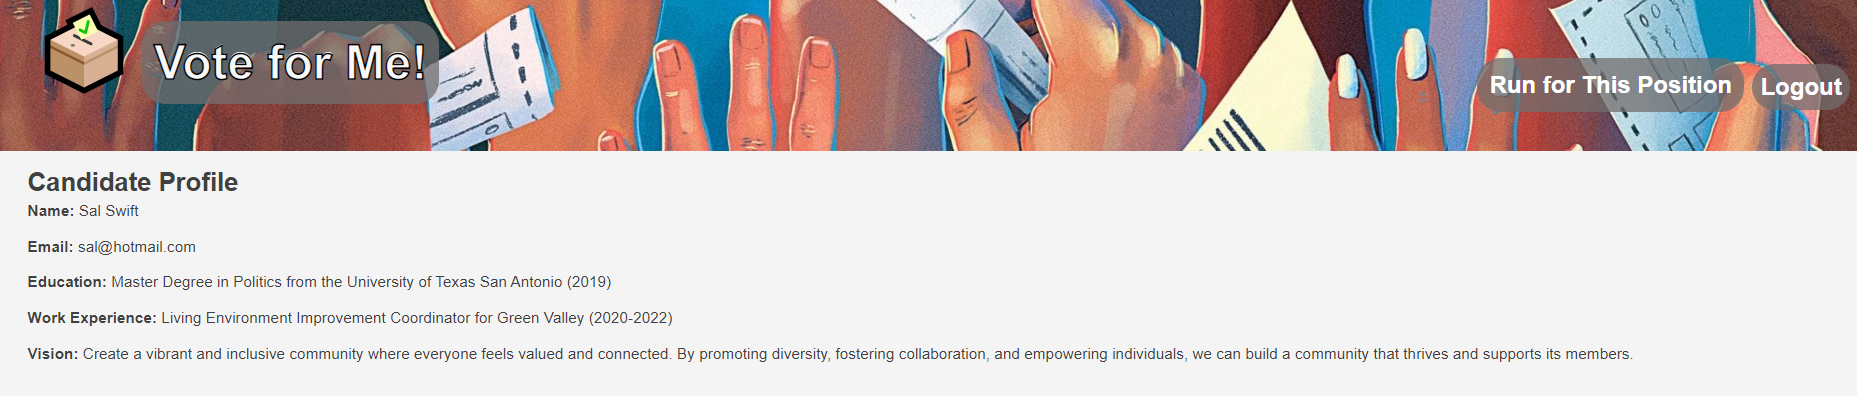 Vote for Me!
Run for This Position
Logout
Candidate Profile
Name: Sal Swift
Email: sal@hotmail.com
Education: Master Degree in Politics from the University of Texas San Antonio (2019)
Work Experience: Living Environment Improvement Coordinator for Green Valley (2020-2022)
Vision: Create a vibrant and inclusive community where everyone feels valued and connected. By promoting diversity, fostering collaboration, and empowering individuals, we can build a community that thrives and supports its members.